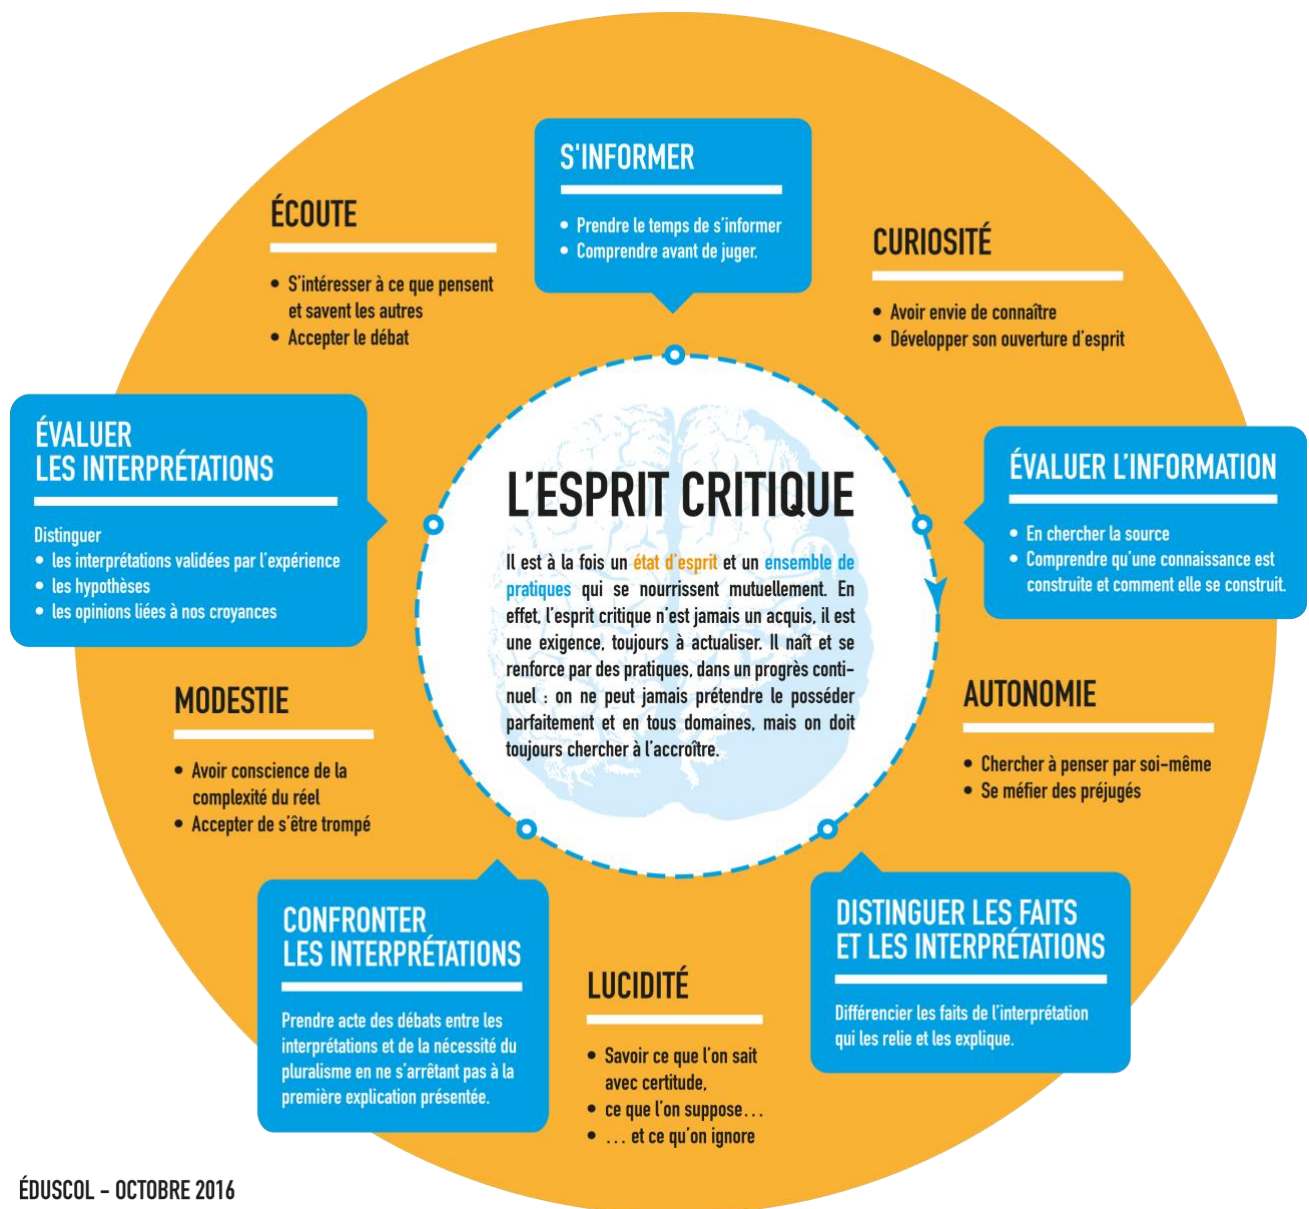 S'INFORMER
• Prendre le temps de s'informer
• Comprendre avant de juger.
CURIOSITÉ
• Avoir envie de connaître
• Développer son ouverture d'esprit
ÉVALUER L'INFORMATION
• En chercher la source
• Comprendre qu'une connaissance est
construite et comment elle se construit.
AUTONOMIE
• Chercher à penser par soi-même
• Se méfier des préjugés
DISTINGUER LES FAITS
ET LES INTERPRÉTATIONS
Différencier les faits de l'interprétation
qui les relie et les explique.
LUCIDITÉ
• Savoir ce que l'on sait
avec certitude,
• ce que l'on suppose...
• ... et ce qu'on ignore
CONFRONTER
LES INTERPRÉTATIONS
Prendre acte des débats entre les
interprétations et de la nécessité du
pluralisme en ne s'arrêtant pas à la
première explication présentée.
MODESTIE
• Avoir conscience de la
complexité du réel
• Accepter de s'être trompé
ÉVALUER
LES INTERPRÉTATIONS
Distinguer
• les interprétations validées par l'expérience
• les hypothèses
• les opinions liées à nos croyances
ÉCOUTE
• S'intéresser à ce que pensent
et savent les autres
• Accepter le débat
L'ESPRIT CRITIQUE
Il est à la fois un état d'esprit et un ensemble de
pratiques qui se nourrissent mutuellement. En
effet, l'esprit critique n'est jamais un acquis, il est
une exigence, toujours à actualiser. Il naît et se
renforce par des pratiques, dans un progrès conti-
nuel : on ne peut jamais prétendre le posséder
parfaitement et en tous domaines, mais on doit
toujours chercher à l'accroître.
ÉDUSCOL - OCTOBRE 2016